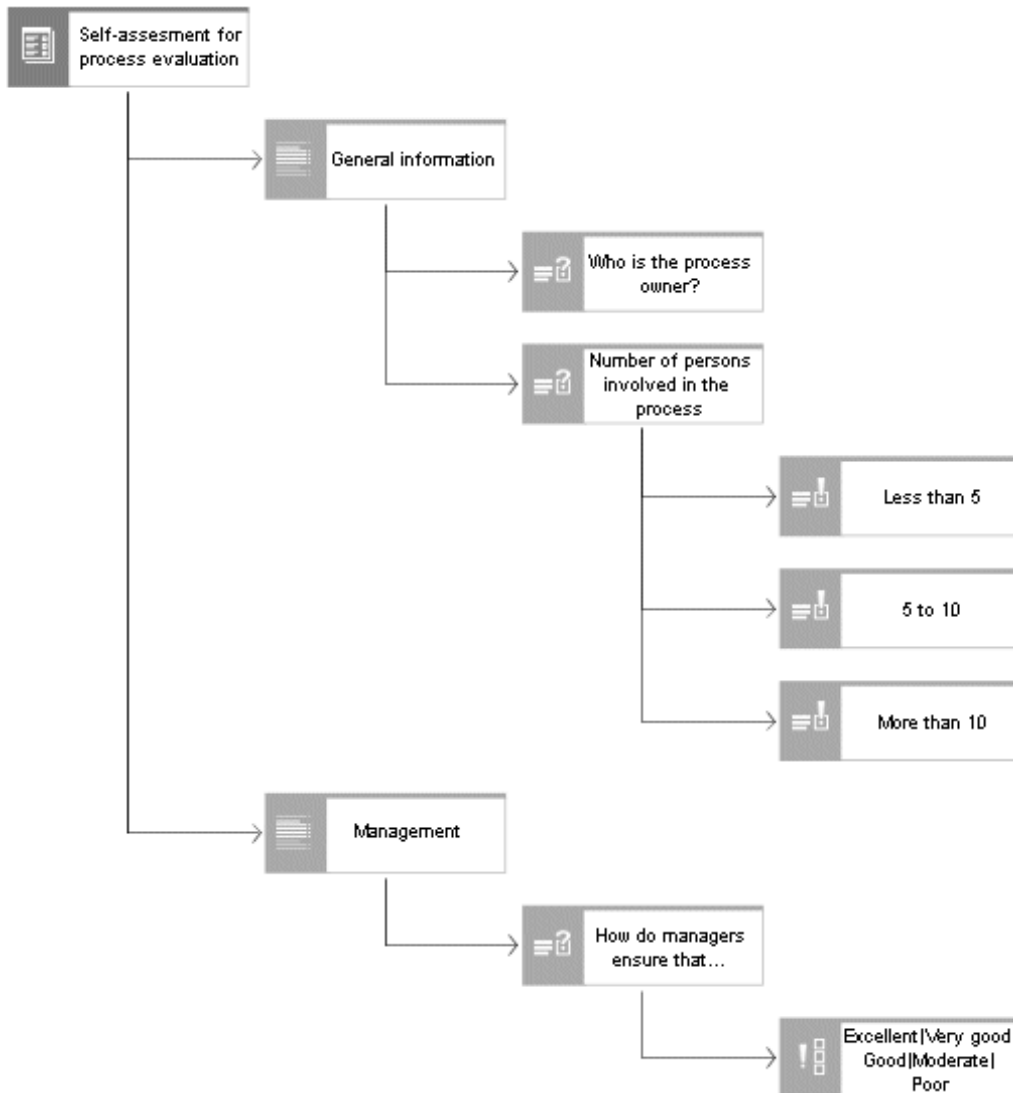 Self-assesment for
process evaluation
General information
Who is the process
owner?
Number of persons
involved in the
process
Less than 5
5 to 10
More than 10
Management
How do managers
ensure that...
Excellent|Very good
Good|Moderate|
Poor